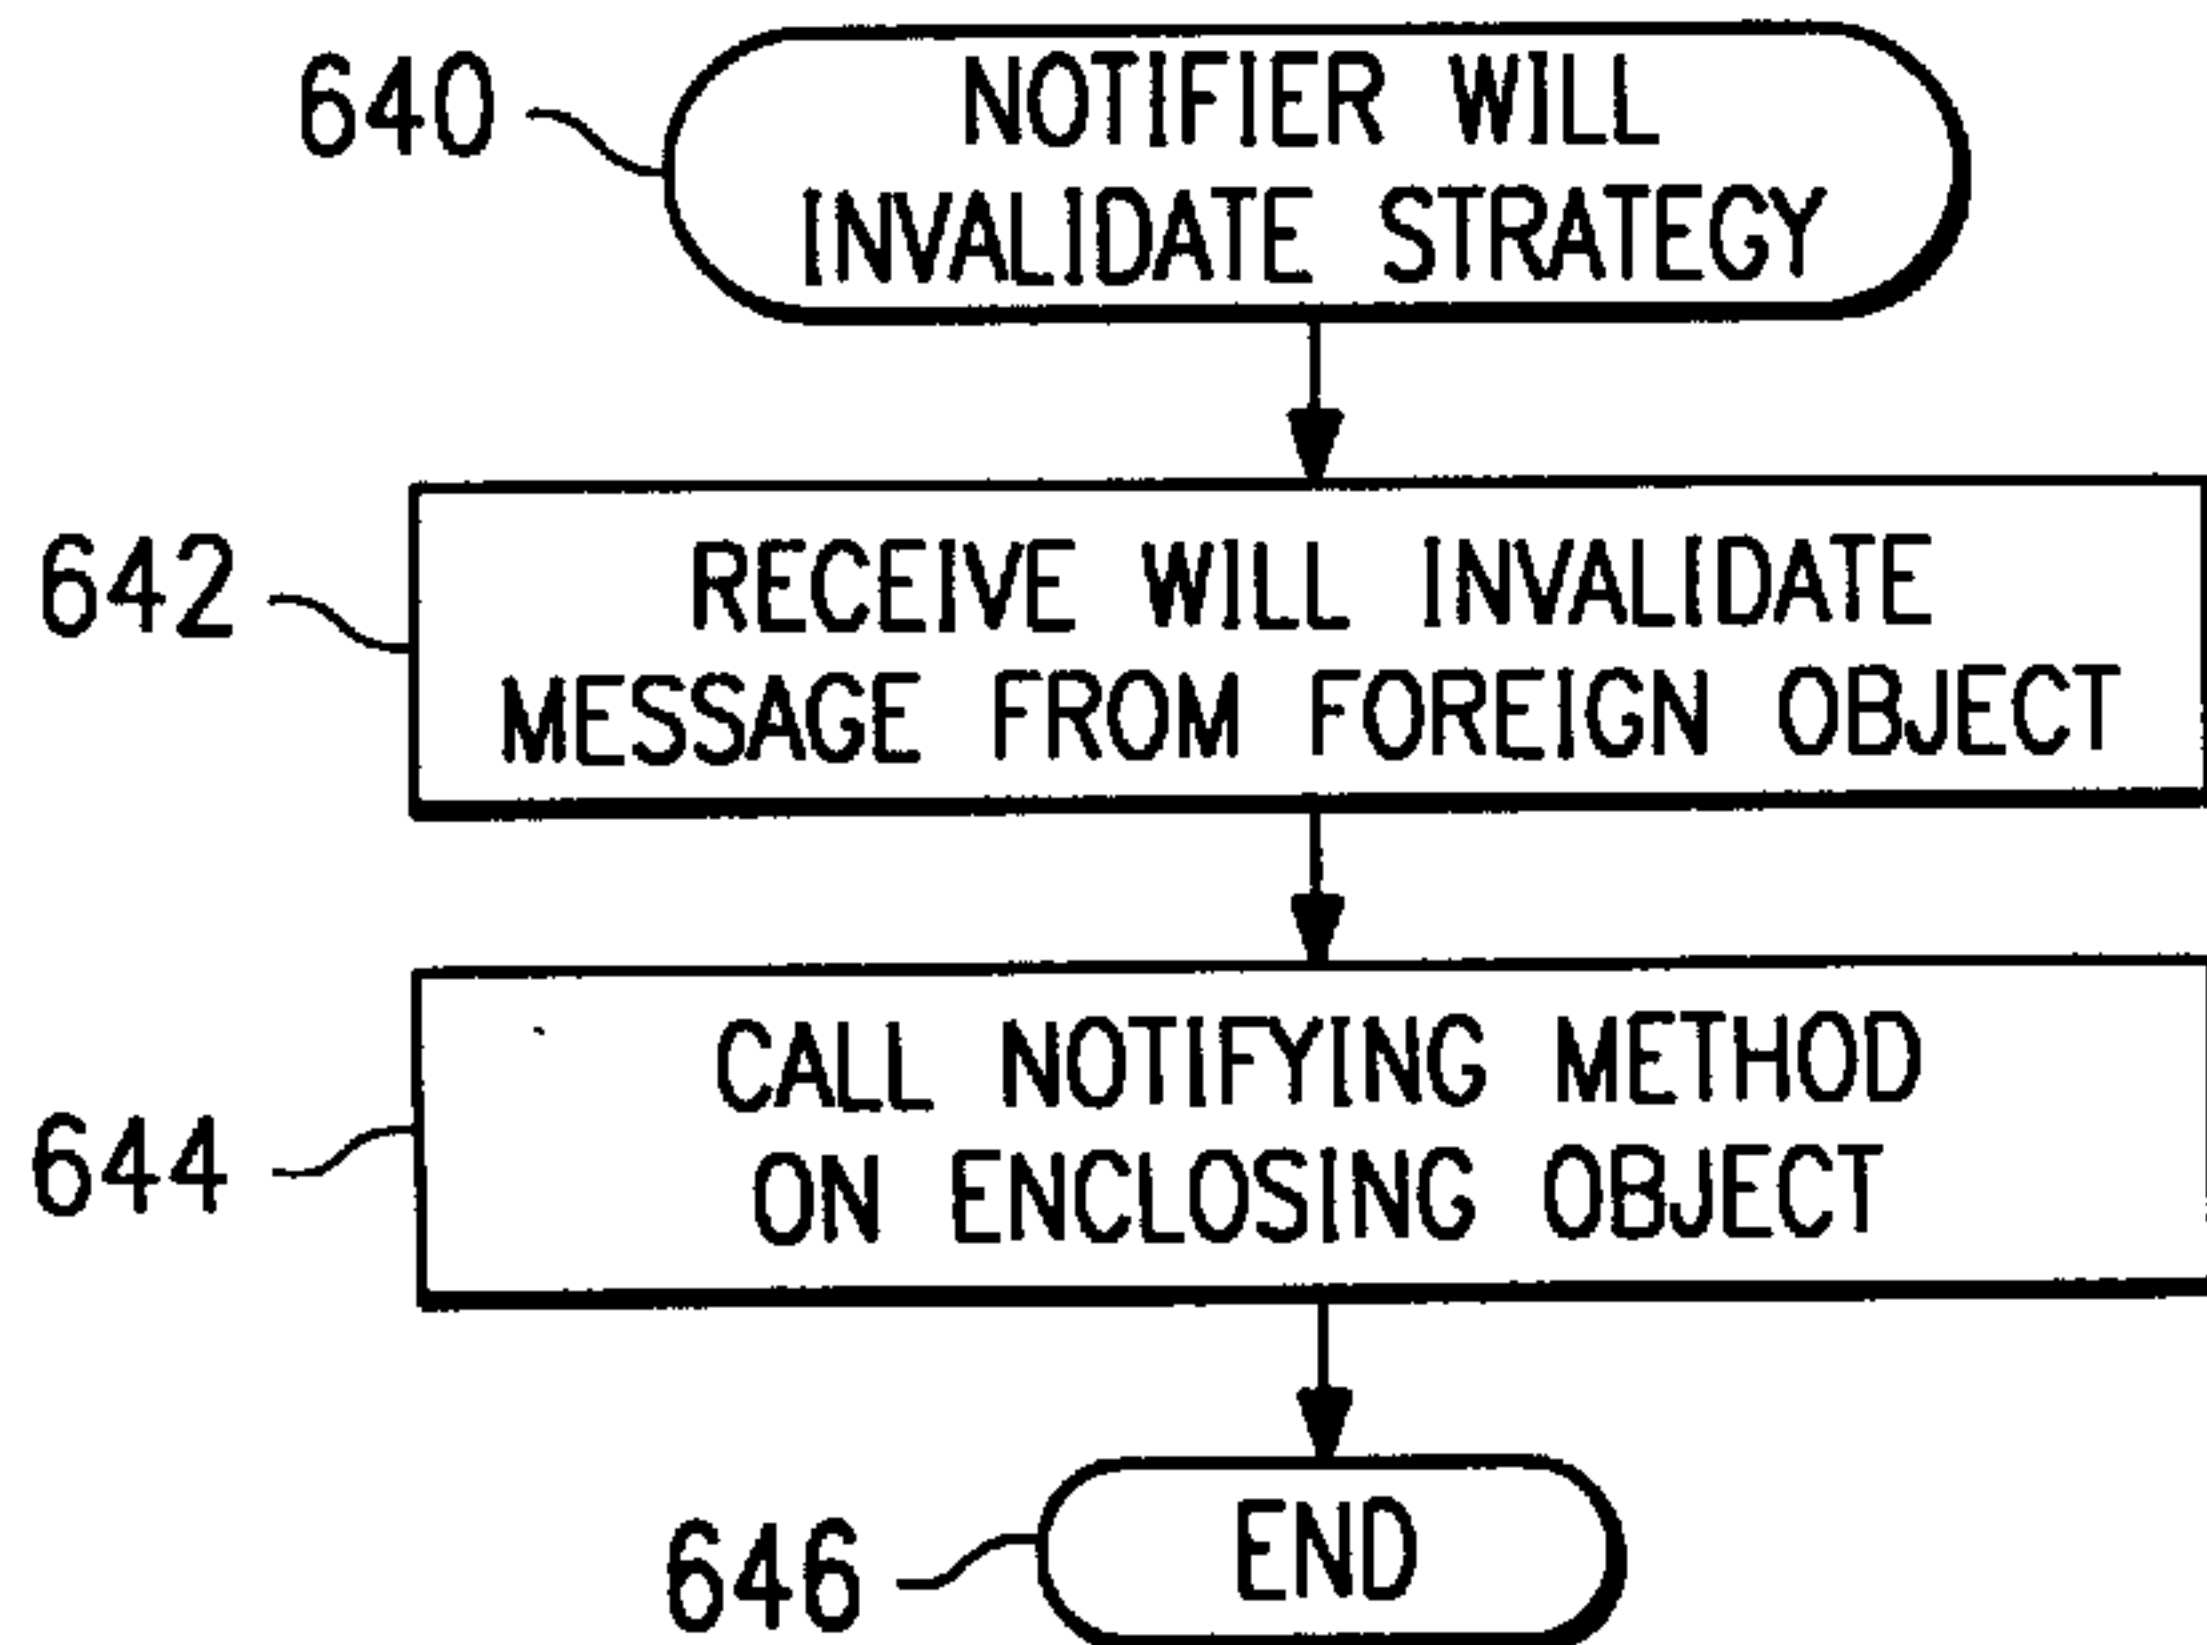 640
NOTIFIER WILL
INVALIDATE STRATEGY
642
RECEIVE WILL INVALIDATE
MESSAGE FROM FOREIGN OBJECT
644
CALL NOTIFYING METHOD
ON ENCLOSING OBJECT
646
END